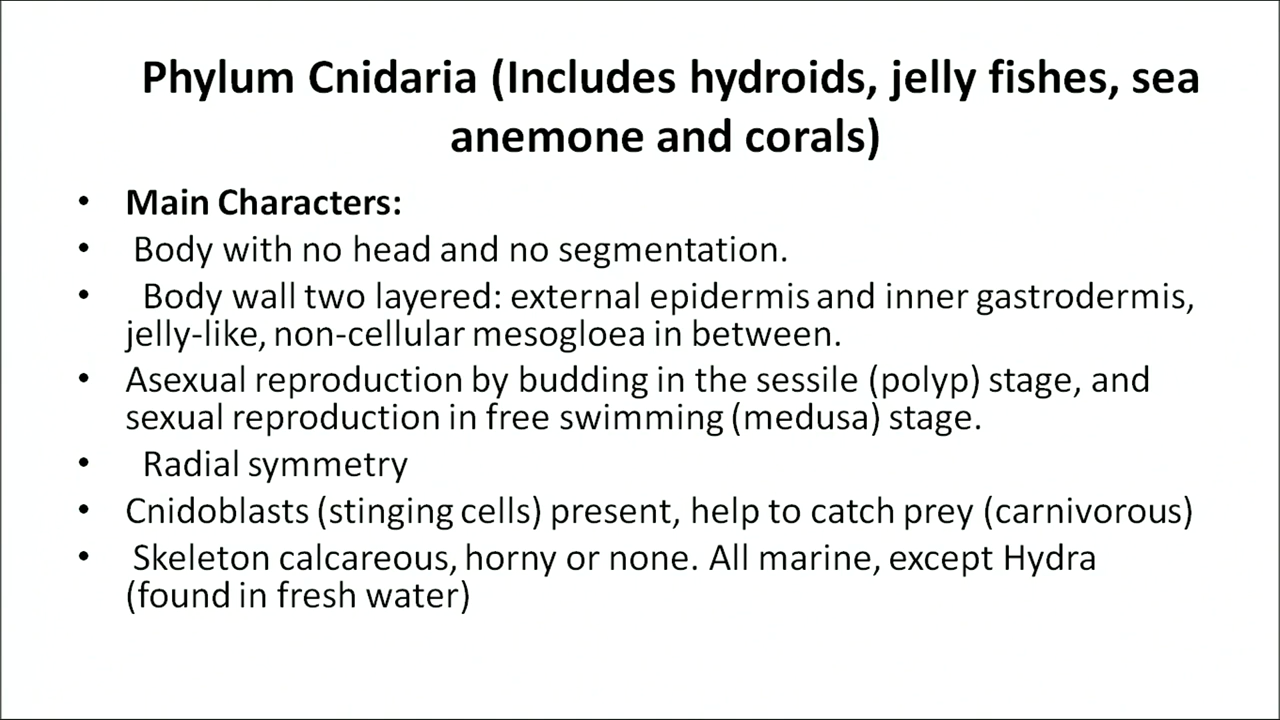 Phylum Cnidaria (Includes hydroids, jelly fishes, sea
anemone and corals)
• Main Characters:
• Body with no head and no segmentation.
• Body wall two layered: external epidermis and inner gastrodermis,
jelly-like, non-cellular mesogloea in between.
• Asexual reproduction by budding in the sessile (polyp) stage, and
sexual reproduction in free swimming (medusa) stage.
• Radial symmetry
• Cnidoblasts (stinging cells) present, help to catch prey (carnivorous)
• Skeleton calcareous, horny or none. All marine, except Hydra
(found in fresh water)